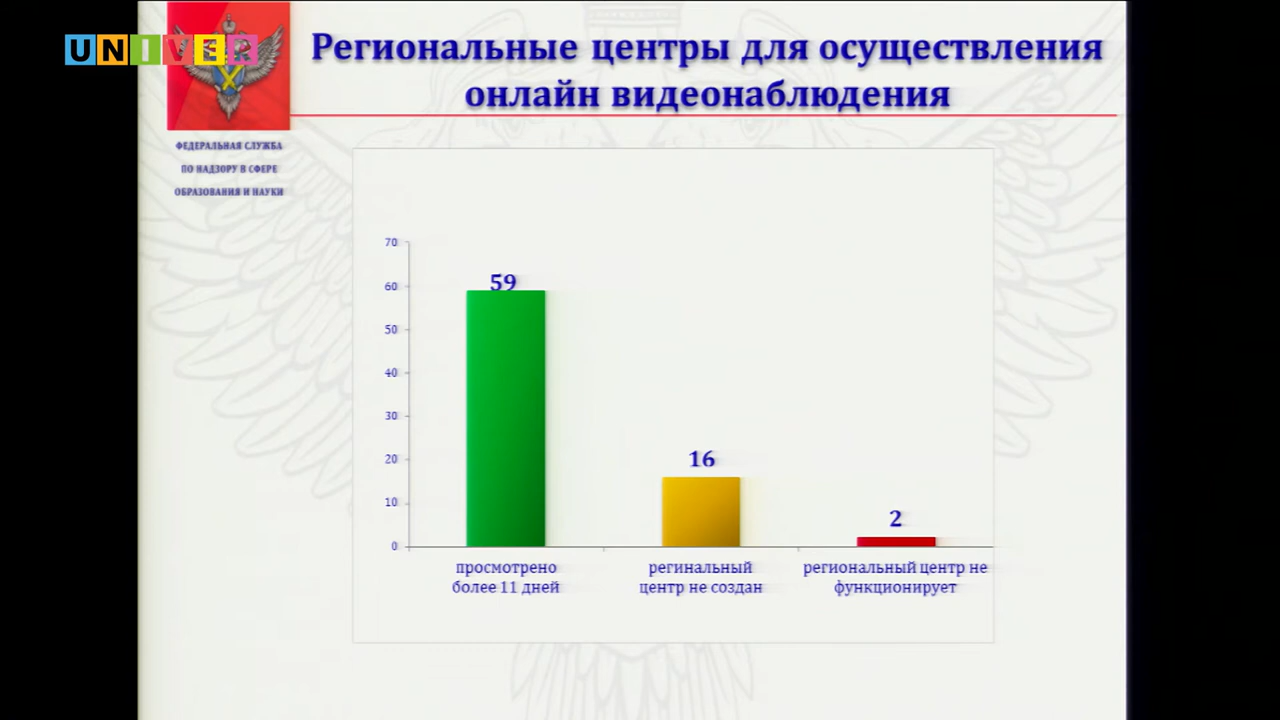 UNIVER
Региональные центры для осуществления
онлайн видеонаблюдения
ФЕДЕРАЛЬНАЯ СЛУЖБА
ПО НАДЗОРУ В СФЕРЕ
ОБРАЗОВАНИЯ И НАУКИ
70
60
50
40
30
20
10
0
59
16
2
просмотрено
более 11 дней
регинальный
центр не создан
региональный центр не
функционирует